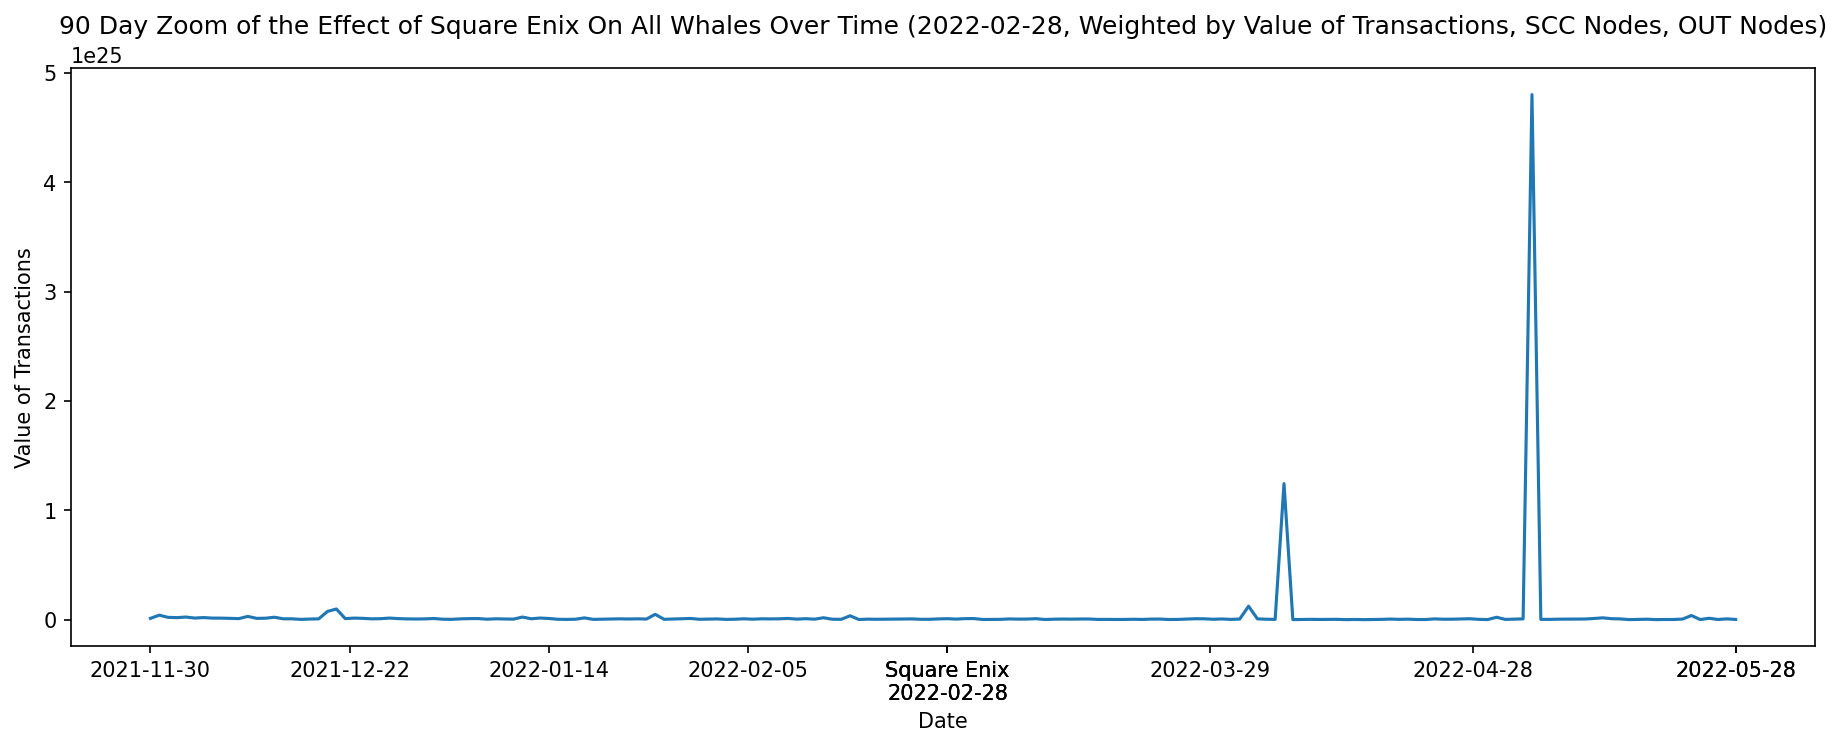 90 Day Zoom of the Effect of Square Enix On All Whales Over Time (2022-02-28, Weighted by Value of Transactions, SCC Nodes, OUT Nodes)
1e25
5
4
3
2
1
0
Value of Transactions
2021-11-30
2021-12-22
2022-01-14
2022-02-05
Square Enix
2022-02-28
2022-03-29
2022-04-28
2022-05-28
Date